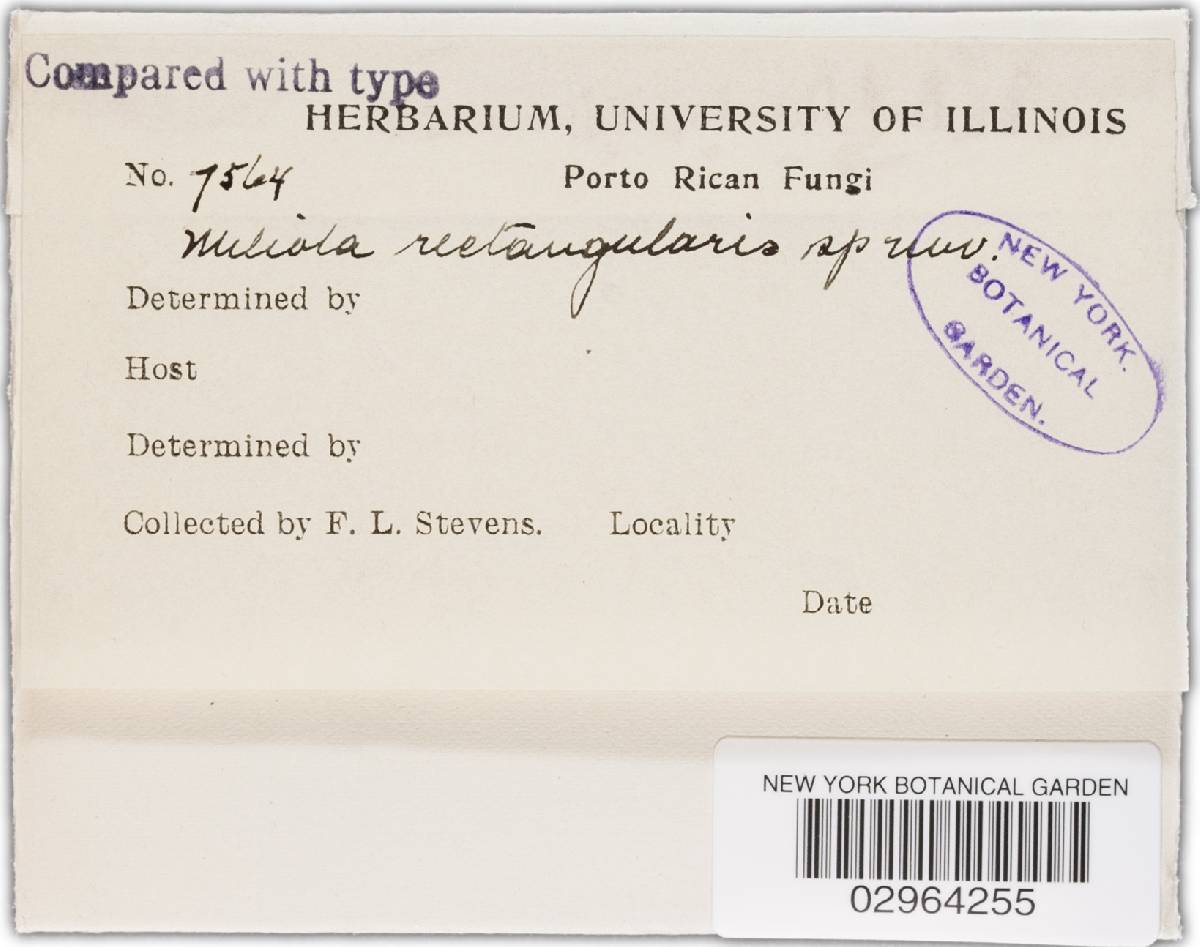 Compared with type
HERBARIUM, UNIVERSITY OF ILLINOIS
No. 7564 Porto Rican Fungi
Meliola rectangularis sp nov.
Determined by
Host
Determined by
Collected by F. L. Stevens. Locality
Date
NEW YORK.
BOTANICAL
GARDEN.
NEW YORK BOTANICAL GARDEN
02964255